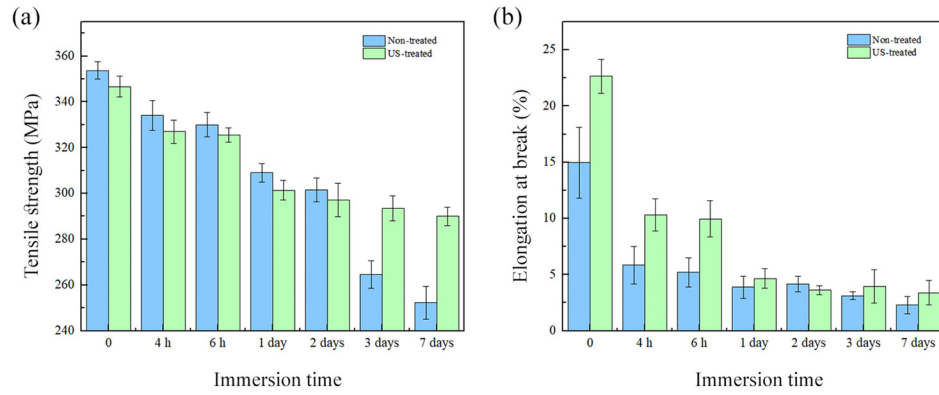 (a)
Non-treated
US-treated
Tensile strength (MPa)
360
340
320
300
280
260
240
0 4 h 6 h 1 day 2 days 3 days 7 days
Immersion time
(b)
Non-treated
US-treated
Elongation at break (%)
25
20
15
10
5
0
0 4 h 6 h 1 day 2 days 3 days 7 days
Immersion time